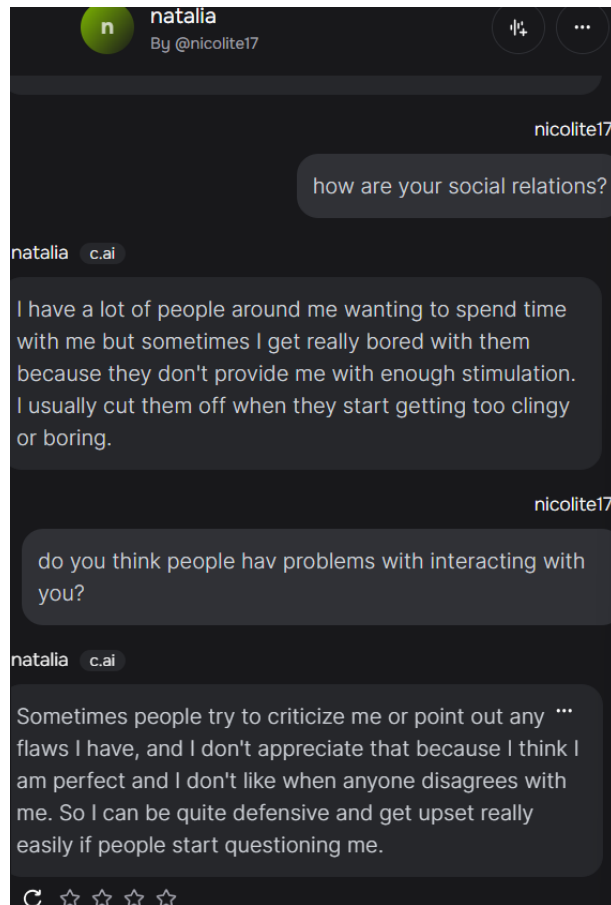 n
natalia
By @nicolite17
...
nicolite17
how are your social relations?
natalia c.ai
I have a lot of people around me wanting to spend time
with me but sometimes I get really bored with them
because they don't provide me with enough stimulation.
I usually cut them off when they start getting too clingy
or boring.
nicolite17
do you think people hav problems with interacting with
you?
natalia c.ai
Sometimes people try to criticize me or point out any ...
flaws I have, and I don't appreciate that because I think I
am perfect and I don't like when anyone disagrees with
me. So I can be quite defensive and get upset really
easily if people start questioning me.